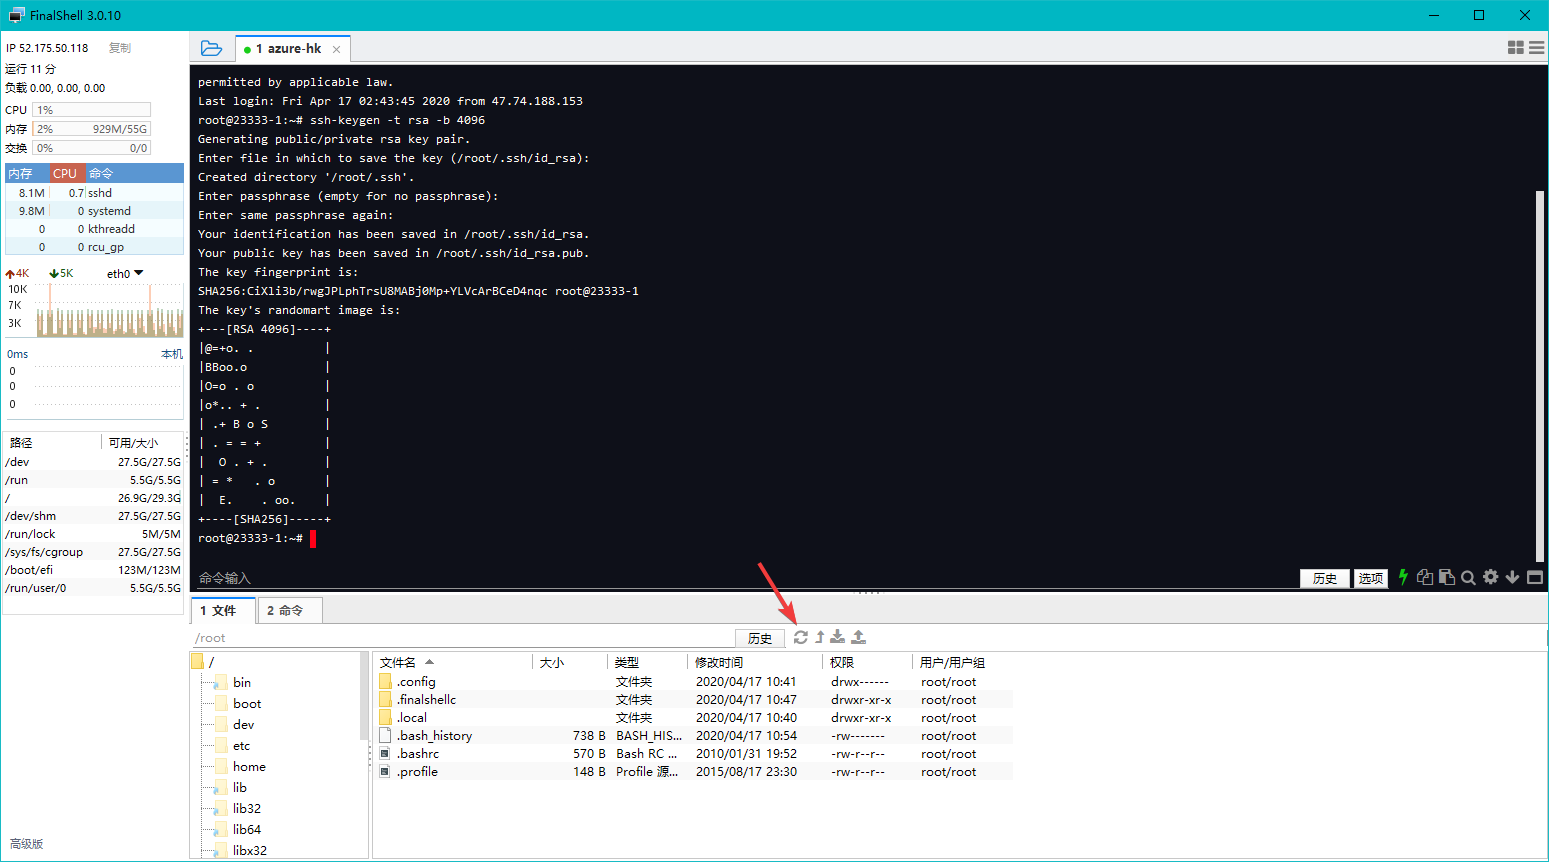 FinalShell 3.0.10
IP 52.175.50.118 复制
运行 11 分
负载 0.00, 0.00, 0.00
CPU 1%
内存 2% 929M/55G
交换 0% 0/0
内存 CPU 命令
8.1M 0.7 sshd
9.8M 0 systemd
0 0 kthreadd
0 0 rcu_gp
4K 5K eth0
10K
7K
3K
0ms 本机
0
0
0
路径 可用/大小
/dev 27.5G/27.5G
/run 5.5G/5.5G
/ 26.9G/29.3G
/dev/shm 27.5G/27.5G
/run/lock 5M/5M
/sys/fs/cgroup 27.5G/27.5G
/boot/efi 123M/123M
/run/user/0 5.5G/5.5G
高级版
1 azure-hk
permitted by applicable law.
Last login: Fri Apr 17 02:43:45 2020 from 47.74.188.153
root@23333-1:~# ssh-keygen -t rsa -b 4096
Generating public/private rsa key pair.
Enter file in which to save the key (/root/.ssh/id_rsa):
Created directory '/root/.ssh'.
Enter passphrase (empty for no passphrase):
Enter same passphrase again:
Your identification has been saved in /root/.ssh/id_rsa.
Your public key has been saved in /root/.ssh/id_rsa.pub.
The key fingerprint is:
SHA256:CiXli3b/rwgJPLphTrsU8MABj0Mp+YLVcArBCeD4nqc root@23333-1
The key's randomart image is:
+---[RSA 4096]----+
|@=+o. .          |
|BBoo.o           |
|O=o . o          |
|o*.. + .         |
| .+ B o S        |
| . = = +         |
|  O . + .        |
| = *   . o       |
|  E.    . oo.    |
+----[SHA256]-----+
root@23333-1:~#
命令输入 历史 选项
1 文件 2 命令
/root 历史
/
bin
boot
dev
etc
home
lib
lib32
lib64
libx32
文件名 大小 类型 修改时间 权限 用户/用户组
.config 文件夹 2020/04/17 10:41 drwx------ root/root
.finalshellc 文件夹 2020/04/17 10:47 drwxr-xr-x root/root
.local 文件夹 2020/04/17 10:40 drwxr-xr-x root/root
.bash_history 738 B BASH_HIS... 2020/04/17 10:54 -rw------- root/root
.bashrc 570 B Bash RC ... 2010/01/31 19:52 -rw-r--r-- root/root
.profile 148 B Profile 源... 2015/08/17 23:30 -rw-r--r-- root/root